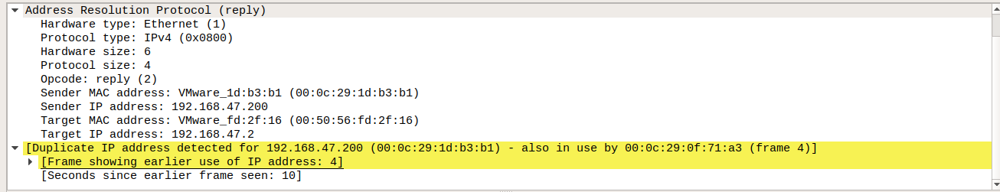 Address Resolution Protocol (reply)
Hardware type: Ethernet (1)
Protocol type: IPv4 (0x0800)
Hardware size: 6
Protocol size: 4
Opcode: reply (2)
Sender MAC address: VMware_1d:b3:b1 (00:0c:29:1d:b3:b1)
Sender IP address: 192.168.47.200
Target MAC address: VMware_fd:2f:16 (00:50:56:fd:2f:16)
Target IP address: 192.168.47.2
[Duplicate IP address detected for 192.168.47.200 (00:0c:29:1d:b3:b1) - also in use by 00:0c:29:0f:71:a3 (frame 4)]
[Frame showing earlier use of IP address: 4]
[Seconds since earlier frame seen: 10]